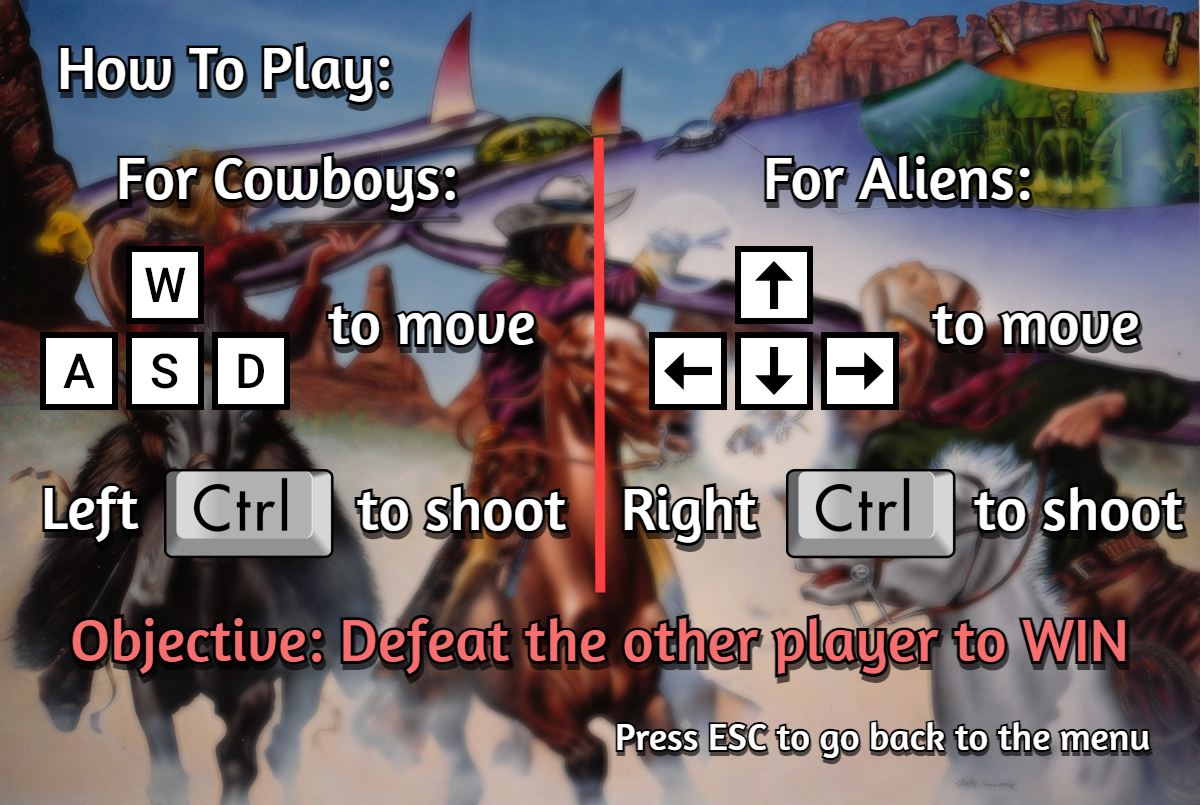 How To Play:
For Cowboys:
W
A S D
to move
Left Ctrl to shoot
For Aliens:
↑
← ↓ →
to move
Right Ctrl to shoot
Objective: Defeat the other player to WIN
Press ESC to go back to the menu